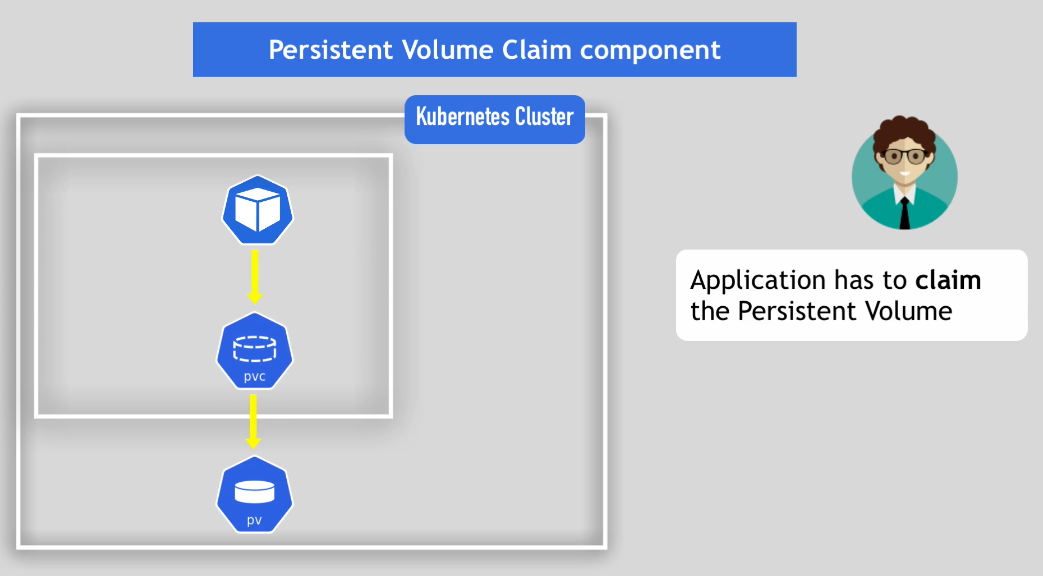 Persistent Volume Claim component
Kubernetes Cluster
pvc
pv
Application has to claim
the Persistent Volume